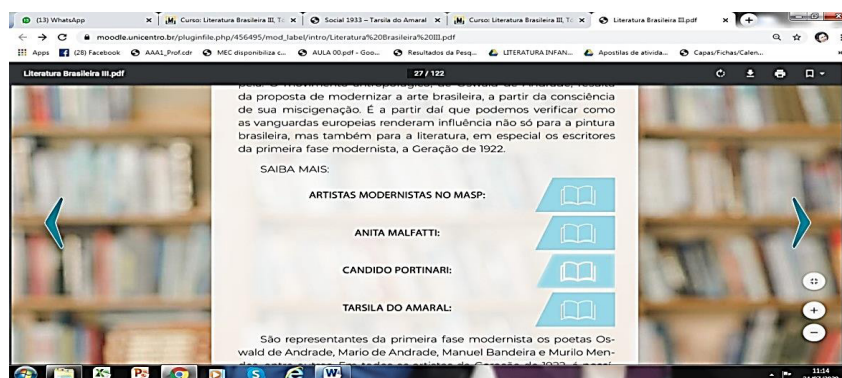 (13) WhatsApp
Curso: Literatura Brasileira III, Tu
Social 1933 – Tarsila do Amaral
Curso: Literatura Brasileira III, Tu
Literatura Brasileira III.pdf
moodle.unicentro.br/pluginfile.php/456495/mod_label/intro/Literatura%20Brasileira%20III.pdf
Apps
(28) Facebook
AAA1_Prof.cdr
MEC disponibiliza c...
AULA 00.pdf - Goo...
Resultados da Pesq...
LITERATURA INFAN...
Apostilas de ativida...
Capas/Fichas/Calen...
Literatura Brasileira III.pdf
27 / 122
da proposta de modernizar a arte brasileira, a partir da consciência
de sua miscigenação. É a partir daí que podemos verificar como
as vanguardas europeias renderam influência não só para a pintura
brasileira, mas também para a literatura, em especial os escritores
da primeira fase modernista, a Geração de 1922.
SAIBA MAIS:
ARTISTAS MODERNISTAS NO MASP:
ANITA MALFATTI:
CANDIDO PORTINARI:
TARSILA DO AMARAL:
São representantes da primeira fase modernista os poetas Os-
wald de Andrade, Mario de Andrade, Manuel Bandeira e Murilo Men-
11:14